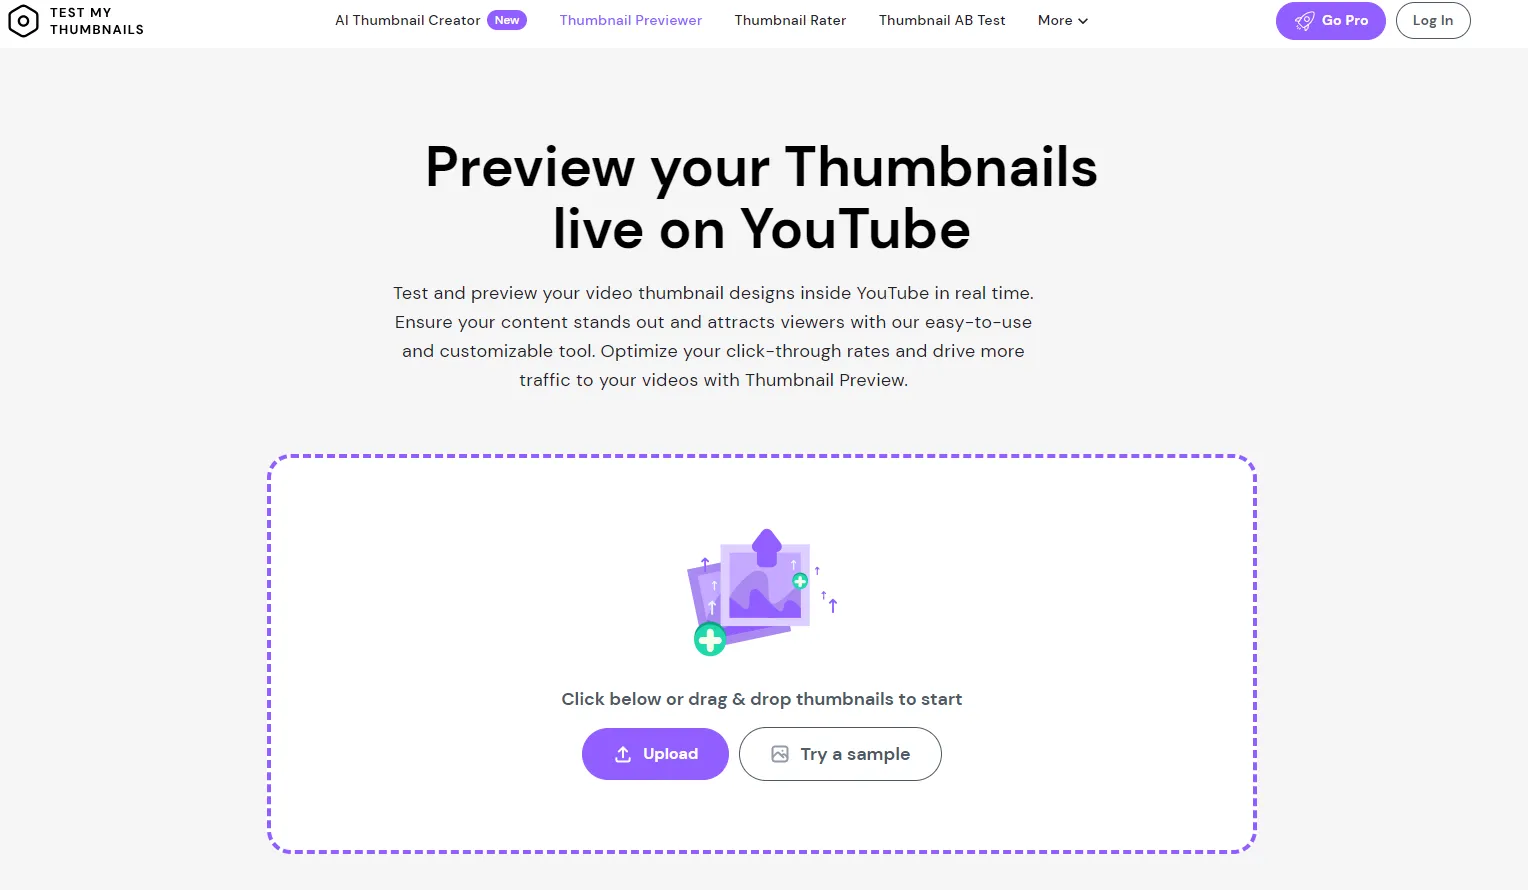 TEST MY
THUMBNAILS
AI Thumbnail Creator New Thumbnail Previewer Thumbnail Rater Thumbnail AB Test More Go Pro Log In
Preview your Thumbnails
live on YouTube
Test and preview your video thumbnail designs inside YouTube in real time.
Ensure your content stands out and attracts viewers with our easy-to-use
and customizable tool. Optimize your click-through rates and drive more
traffic to your videos with Thumbnail Preview.
Click below or drag & drop thumbnails to start
Upload Try a sample